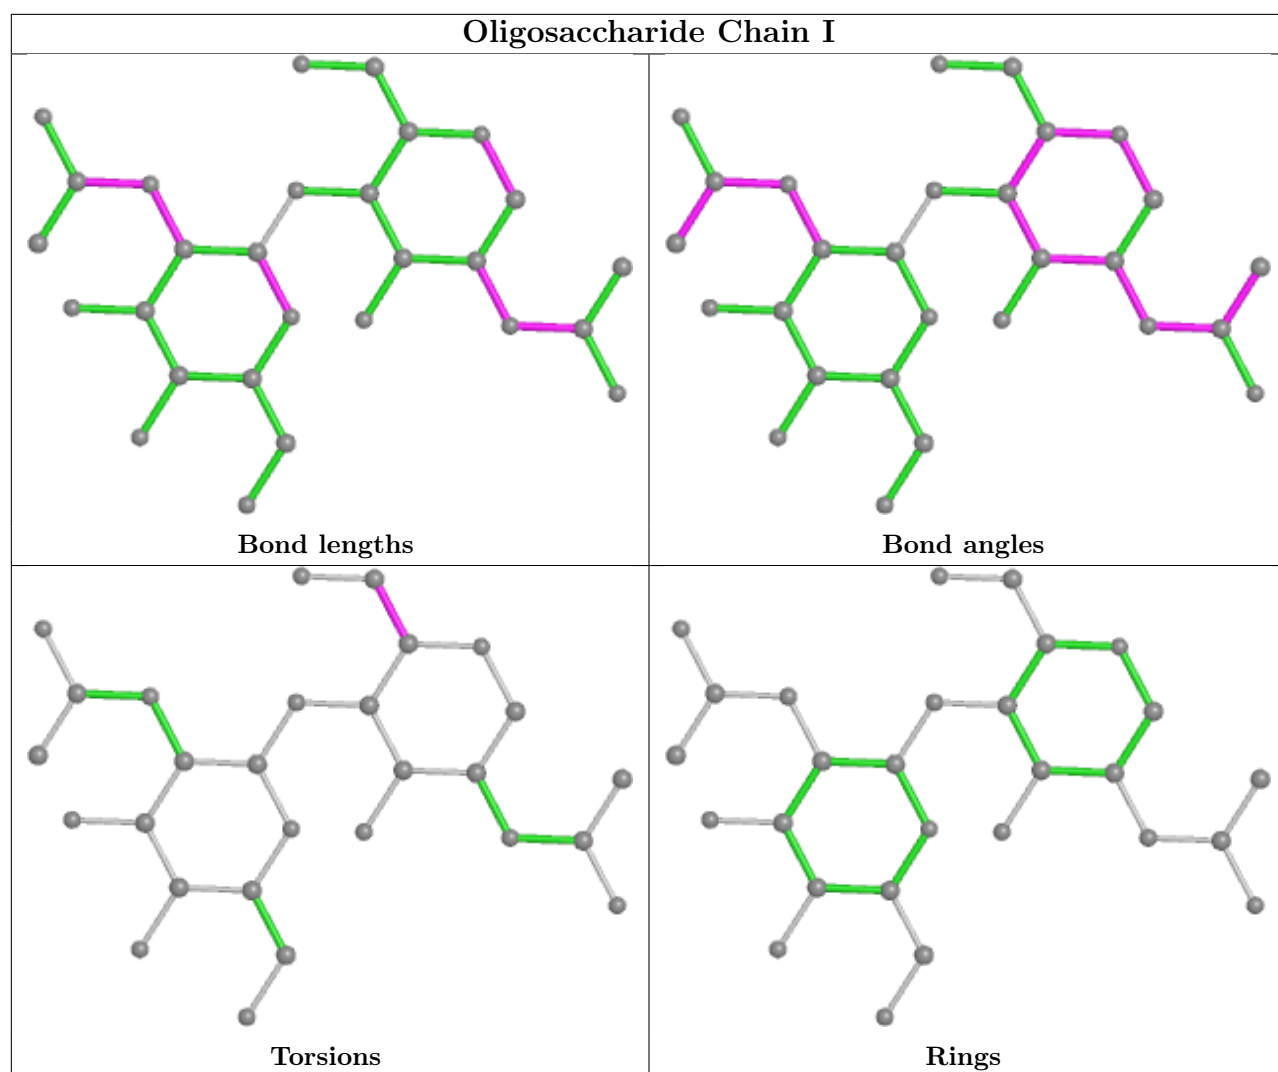 Oligosaccharide Chain I
Bond lengths
Bond angles
Torsions
Rings